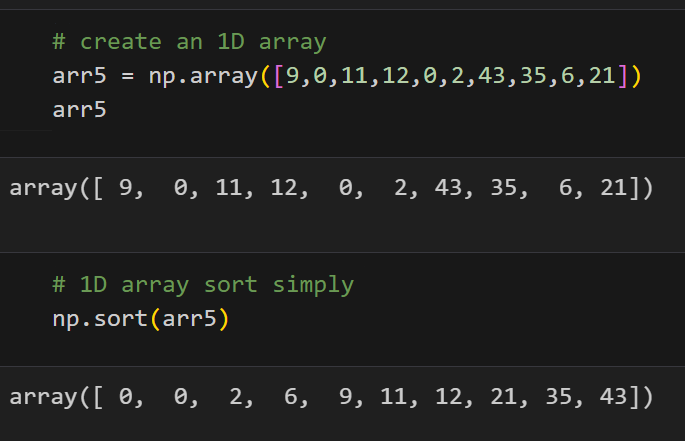 # create an 1D array
arr5 = np.array([9,0,11,12,0,2,43,35,6,21])
arr5
array([ 9,  0, 11, 12,  0,  2, 43, 35,  6, 21])
# 1D array sort simply
np.sort(arr5)
array([ 0,  0,  2,  6,  9, 11, 12, 21, 35, 43])